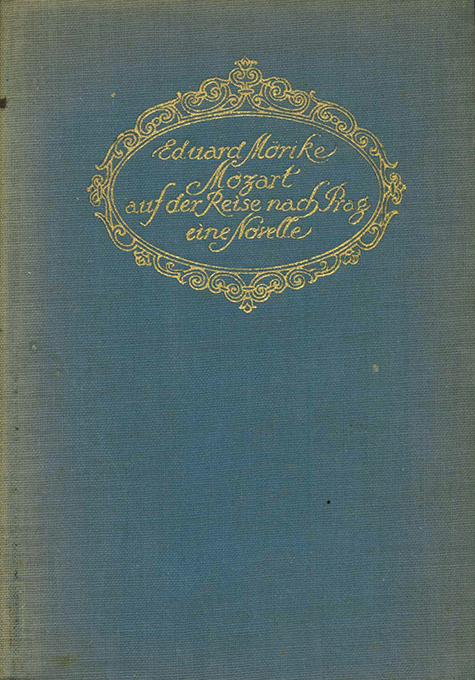 Eduard Mörike
Mozart
auf der Reise nach Prag
eine Novelle